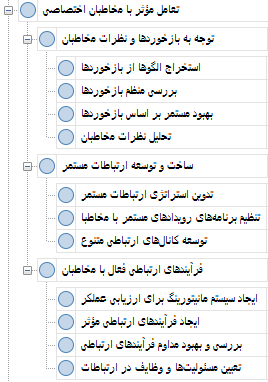 تعامل مؤثر با مخاطبان اختصاصی
توجه به بازخوردها و نظرات مخاطبان
استخراج الگوها از بازخوردها
بررسی منظم بازخوردها
بهبود مستمر بر اساس بازخوردها
تحلیل نظرات مخاطبان
ساخت و توسعه ارتباطات مستمر
تدوین استراتژی ارتباطات مستمر
تنظیم برنامه‌های رویدادهای مستمر با مخاطبا
توسعه کانال‌های ارتباطی متنوع
فرآیندهای ارتباطی فعال با مخاطبان
ایجاد سیستم مانیتورینگ برای ارزیابی عملکر
ایجاد فرآیندهای ارتباطی مؤثر
بررسی و بهبود مداوم فرآیندهای ارتباطی
تعیین مسئولیت‌ها و وظایف در ارتباطات